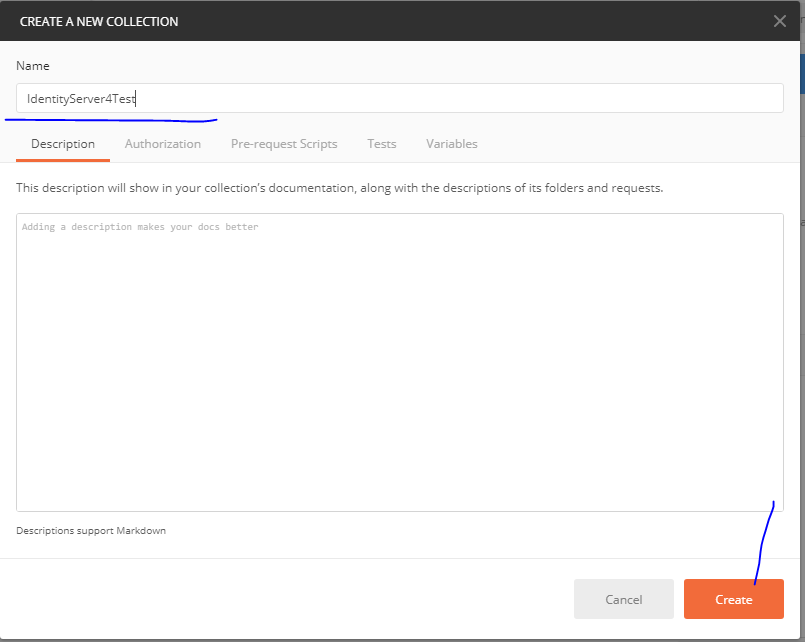 CREATE A NEW COLLECTION
Name
IdentityServer4Test
Description Authorization Pre-request Scripts Tests Variables
This description will show in your collection's documentation, along with the descriptions of its folders and requests.
Adding a description makes your docs better
Descriptions support Markdown
Cancel Create